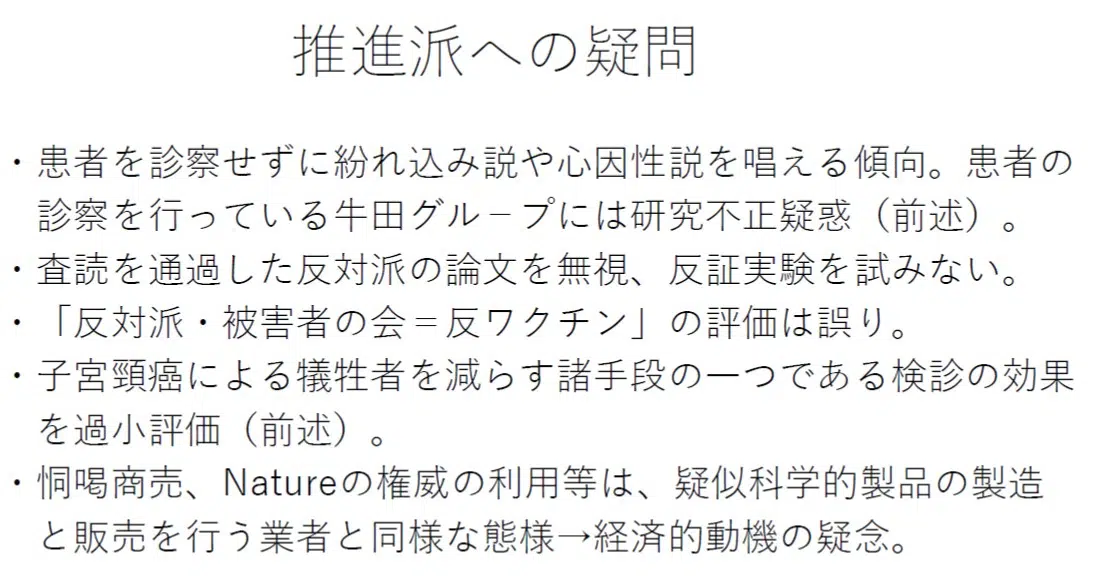 推進派への疑問
・患者を診察せずに紛れ込み説や心因性説を唱える傾向。患者の
診察を行っている牛田グル－プには研究不正疑惑（前述）。
・査読を通過した反対派の論文を無視、反証実験を試みない。
・「反対派・被害者の会＝反ワクチン」の評価は誤り。
・子宮頸癌による犠牲者を減らす諸手段の一つである検診の効果
を過小評価（前述）。
・恫喝商売、Natureの権威の利用等は、疑似科学的製品の製造
と販売を行う業者と同様な態様→経済的動機の疑念。